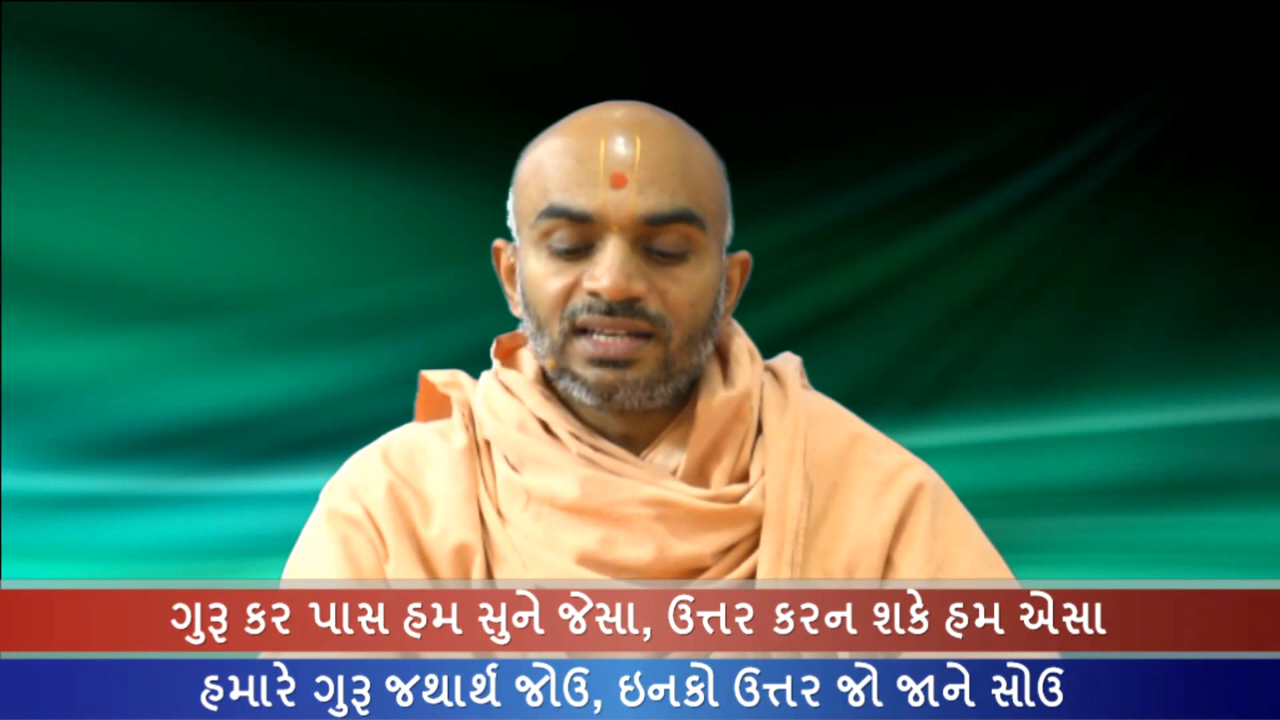 ગુરૂ કર પાસ હમ સુને જેસા, ઉત્તર કરન શકે હમ એસા
હમારે ગુરૂ જથાર્થ જોઉ, ઇનકો ઉત્તર જો જાને સોઉ